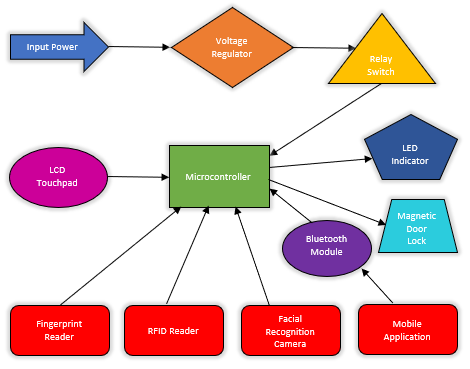 Input Power
Voltage
Regulator
Relay
Switch
LCD
Touchpad
Microcontroller
LED
Indicator
Magnetic
Door
Lock
Bluetooth
Module
Fingerprint
Reader
RFID Reader
Facial
Recognition
Camera
Mobile
Application